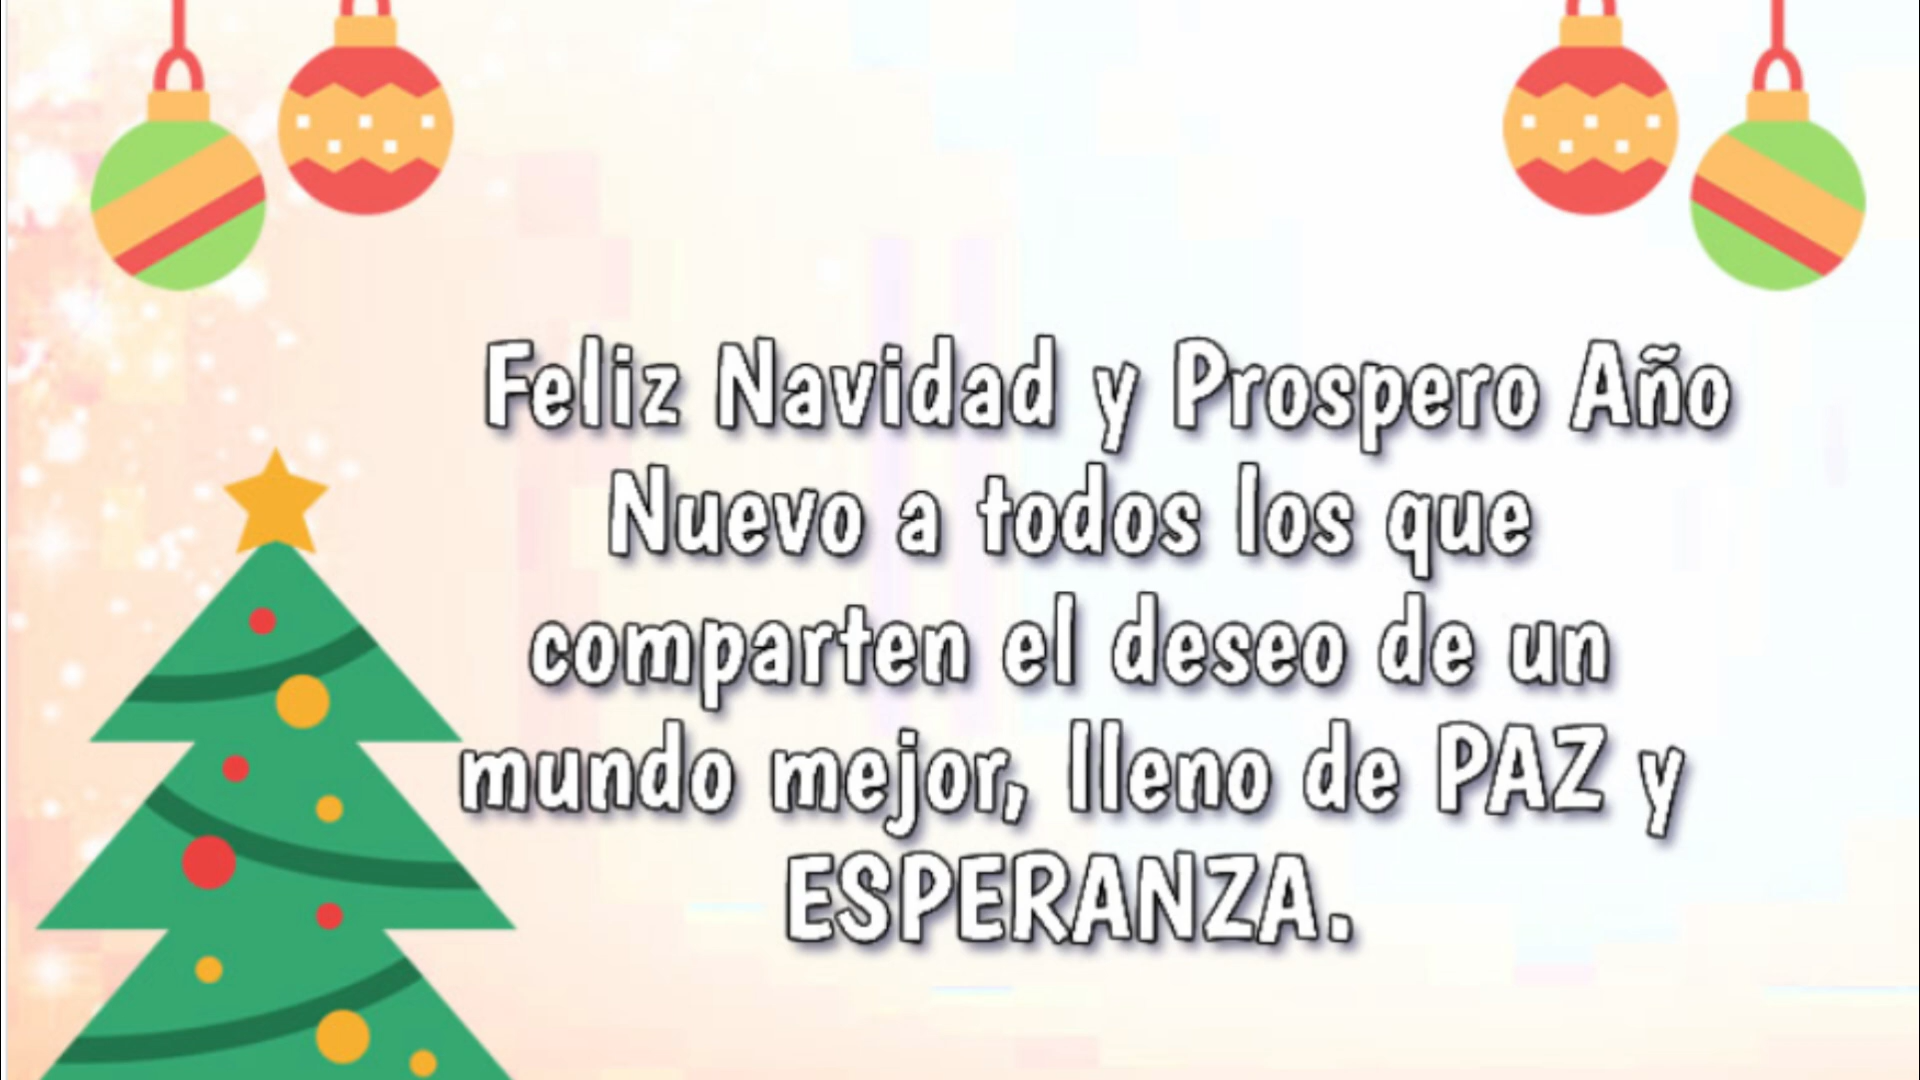 Feliz Navidad y Prospero Año
Nuevo a todos los que
comparten el deseo de un
mundo mejor, lleno de PAZ y
ESPERANZA.